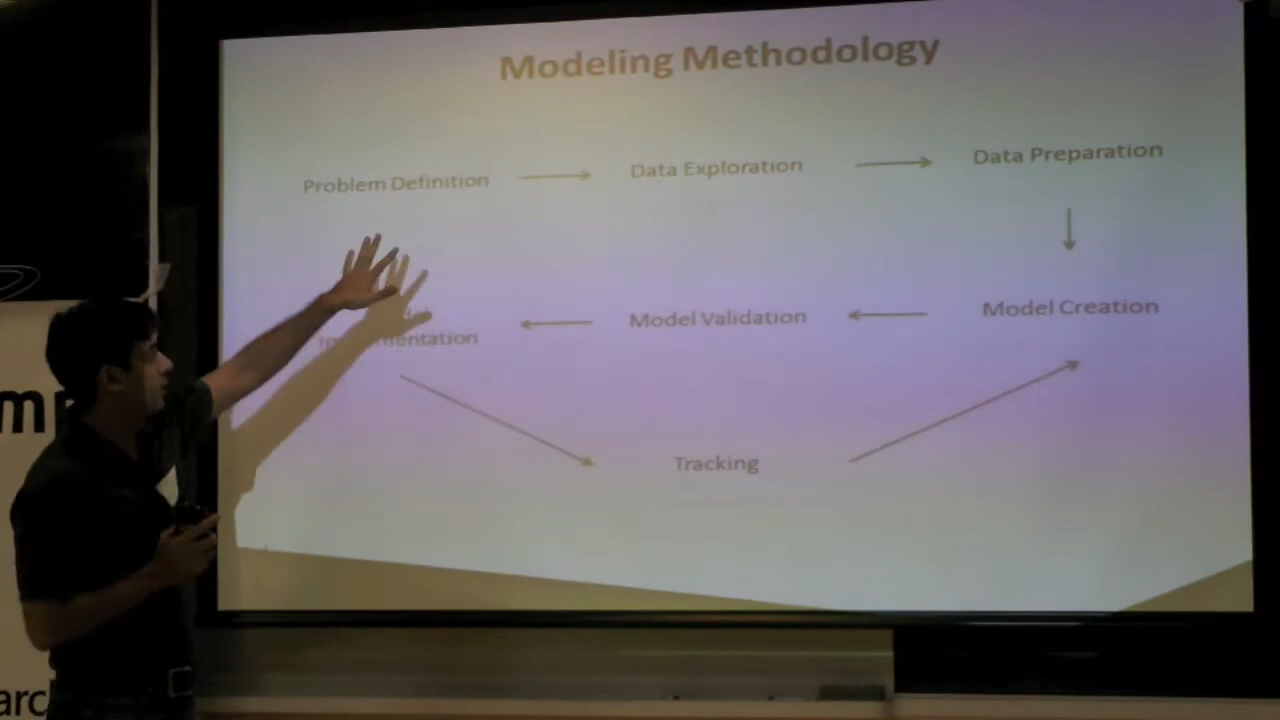 Modeling Methodology
Problem Definition
Data Exploration
Data Preparation
Model Creation
Model Validation
Tracking